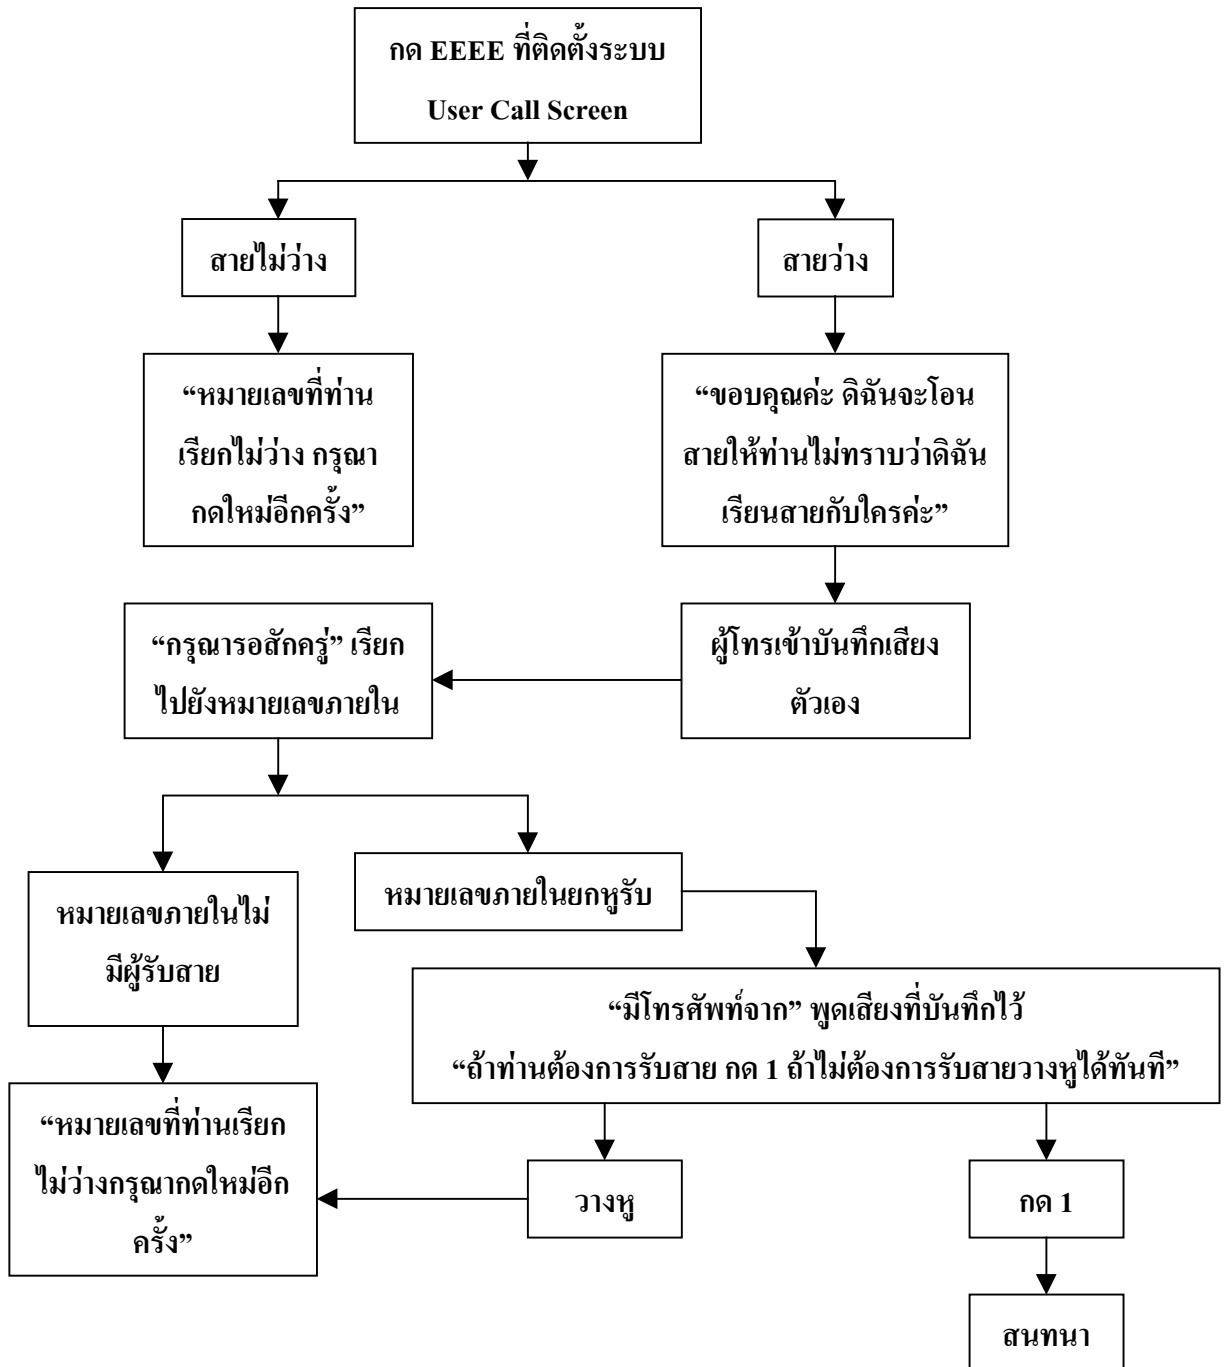 กด EEEE ที่ติดตั้งระบบ
User Call Screen
สายไม่ว่าง
สายว่าง
“หมายเลขที่ท่าน
เรียกไม่ว่าง กรุณา
กดใหม่อีกครั้ง”
“ขอบคุณค่ะ ดิฉันจะโอน
สายให้ท่านไม่ทราบว่าดิฉัน
เรียนสายกับใครค่ะ”
“กรุณารอสักครู่” เรียก
ไปยังหมายเลขภายใน
ผู้โทรเข้าบันทึกเสียง
ตัวเอง
หมายเลขภายในไม่
มีผู้รับสาย
หมายเลขภายในยกหูรับ
“มีโทรศัพท์จาก” พูดเสียงที่บันทึกไว้
“ถ้าท่านต้องการรับสาย กด 1 ถ้าไม่ต้องการรับสายวางหูได้ทันที”
“หมายเลขที่ท่านเรียก
ไม่ว่างกรุณากดใหม่อีก
ครั้ง”
วางหู
กด 1
สนทนา